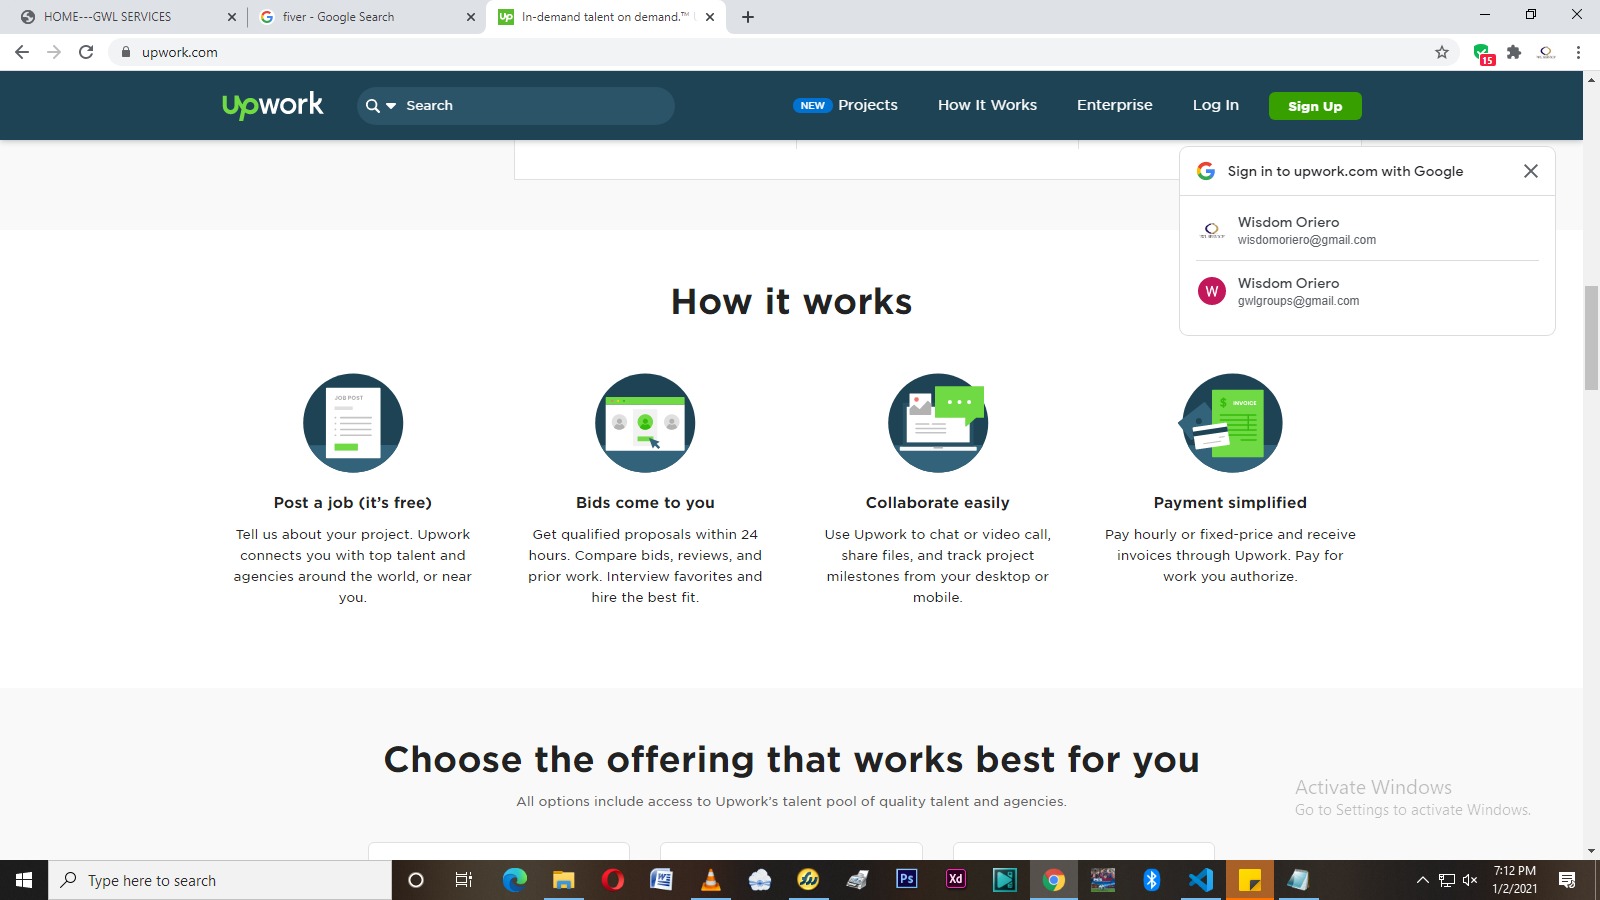 HOME---GWL SERVICES
fiver - Google Search
In-demand talent on demand.™
upwork.com
15
upwork
Search
NEW Projects
How It Works
Enterprise
Log In
Sign Up
Sign in to upwork.com with Google
Wisdom Oriero
wisdomoriero@gmail.com
W
Wisdom Oriero
gwlgroups@gmail.com
How it works
JOB POST
$ INVOICE
Post a job (it’s free)
Tell us about your project. Upwork
connects you with top talent and
agencies around the world, or near
you.
Bids come to you
Get qualified proposals within 24
hours. Compare bids, reviews, and
prior work. Interview favorites and
hire the best fit.
Collaborate easily
Use Upwork to chat or video call,
share files, and track project
milestones from your desktop or
mobile.
Payment simplified
Pay hourly or fixed-price and receive
invoices through Upwork. Pay for
work you authorize.
Choose the offering that works best for you
All options include access to Upwork’s talent pool of quality talent and agencies.
Activate Windows
Go to Settings to activate Windows.
Type here to search
Ps
Xd
7:12 PM
1/2/2021